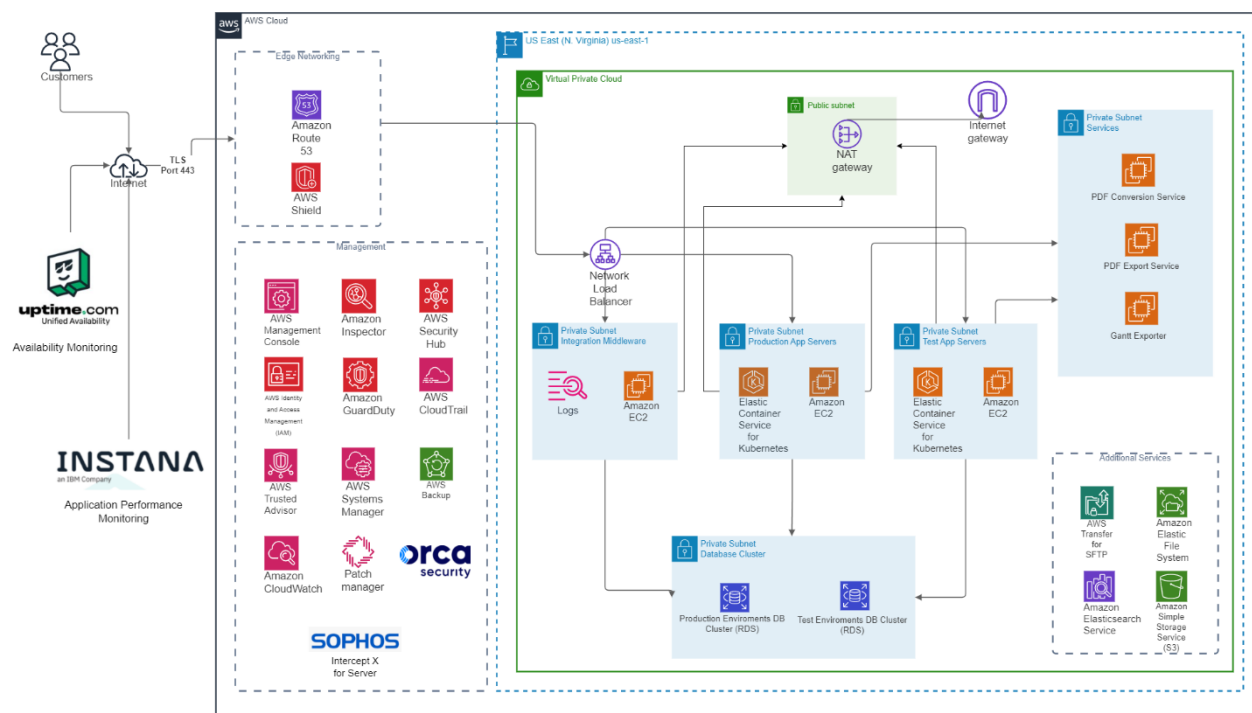 aws
AWS Cloud
Customers
Internet
TLS
Port 443
uptime.com
Unified Availability
Availability Monitoring
INSTANA
an IBM Company
Application Performance
Monitoring
Edge Networking
53
Amazon
Route
53
AWS
Shield
Management
AWS
Management
Console
Amazon
Inspector
AWS
Security
Hub
AWS Identity
and Access
Management
(IAM)
Amazon
GuardDuty
AWS
CloudTrail
AWS
Trusted
Advisor
AWS
Systems
Manager
AWS
Backup
Amazon
CloudWatch
Patch
manager
orca
security
SOPHOS
Intercept X
for Server
US East (N. Virginia) us-east-1
Virtual Private Cloud
Public subnet
NAT
gateway
Internet
gateway
Private Subnet
Services
PDF Conversion Service
PDF Export Service
Gantt Exporter
Network
Load
Balancer
Private Subnet
Integration Middleware
Logs
Amazon
EC2
Private Subnet
Production App Servers
K
Elastic
Container
Service
for
Kubernetes
Amazon
EC2
Private Subnet
Test App Servers
K
Elastic
Container
Service
for
Kubernetes
Amazon
EC2
Private Subnet
Database Cluster
Production Enviroments DB
Cluster (RDS)
Test Enviroments DB Cluster
(RDS)
Additional Services
AWS
Transfer
for
SFTP
Amazon
Elastic
File
System
Amazon
Elasticsearch
Service
Amazon
Simple
Storage
Service
(S3)